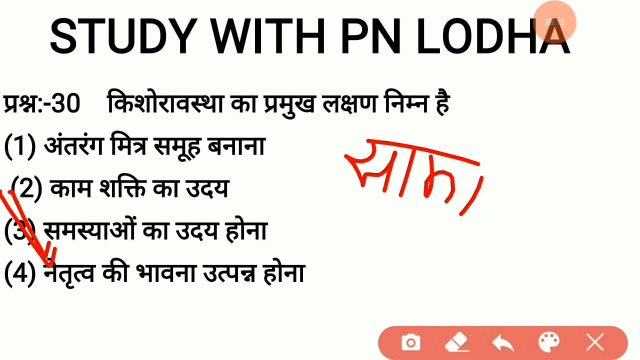 STUDY WITH PN LODHA
प्रश्न:-30 किशोरावस्था का प्रमुख लक्षण निम्न है
(1) अंतरंग मित्र समूह बनाना
(2) काम शक्ति का उदय
(3) समस्याओं का उदय होना
(4) नेतृत्व की भावना उत्पन्न होना